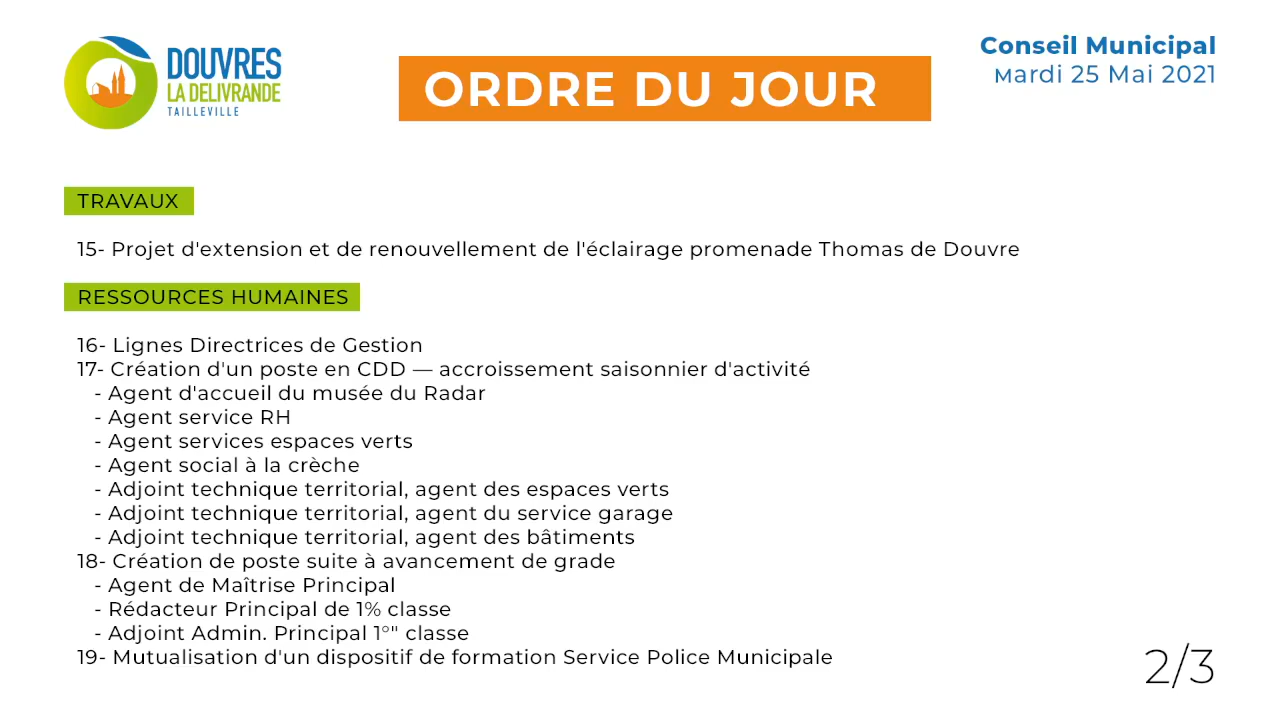 DOUVRES
LA DELIVRANDE
TAILLEVILLE
ORDRE DU JOUR
Conseil Municipal
Mardi 25 Mai 2021
TRAVAUX
15- Projet d'extension et de renouvellement de l'éclairage promenade Thomas de Douvre
RESSOURCES HUMAINES
16- Lignes Directrices de Gestion
17- Création d'un poste en CDD — accroissement saisonnier d'activité
- Agent d'accueil du musée du Radar
- Agent service RH
- Agent services espaces verts
- Agent social à la crèche
- Adjoint technique territorial, agent des espaces verts
- Adjoint technique territorial, agent du service garage
- Adjoint technique territorial, agent des bâtiments
18- Création de poste suite à avancement de grade
- Agent de Maîtrise Principal
- Rédacteur Principal de 1% classe
- Adjoint Admin. Principal 1°" classe
19- Mutualisation d'un dispositif de formation Service Police Municipale
2/3